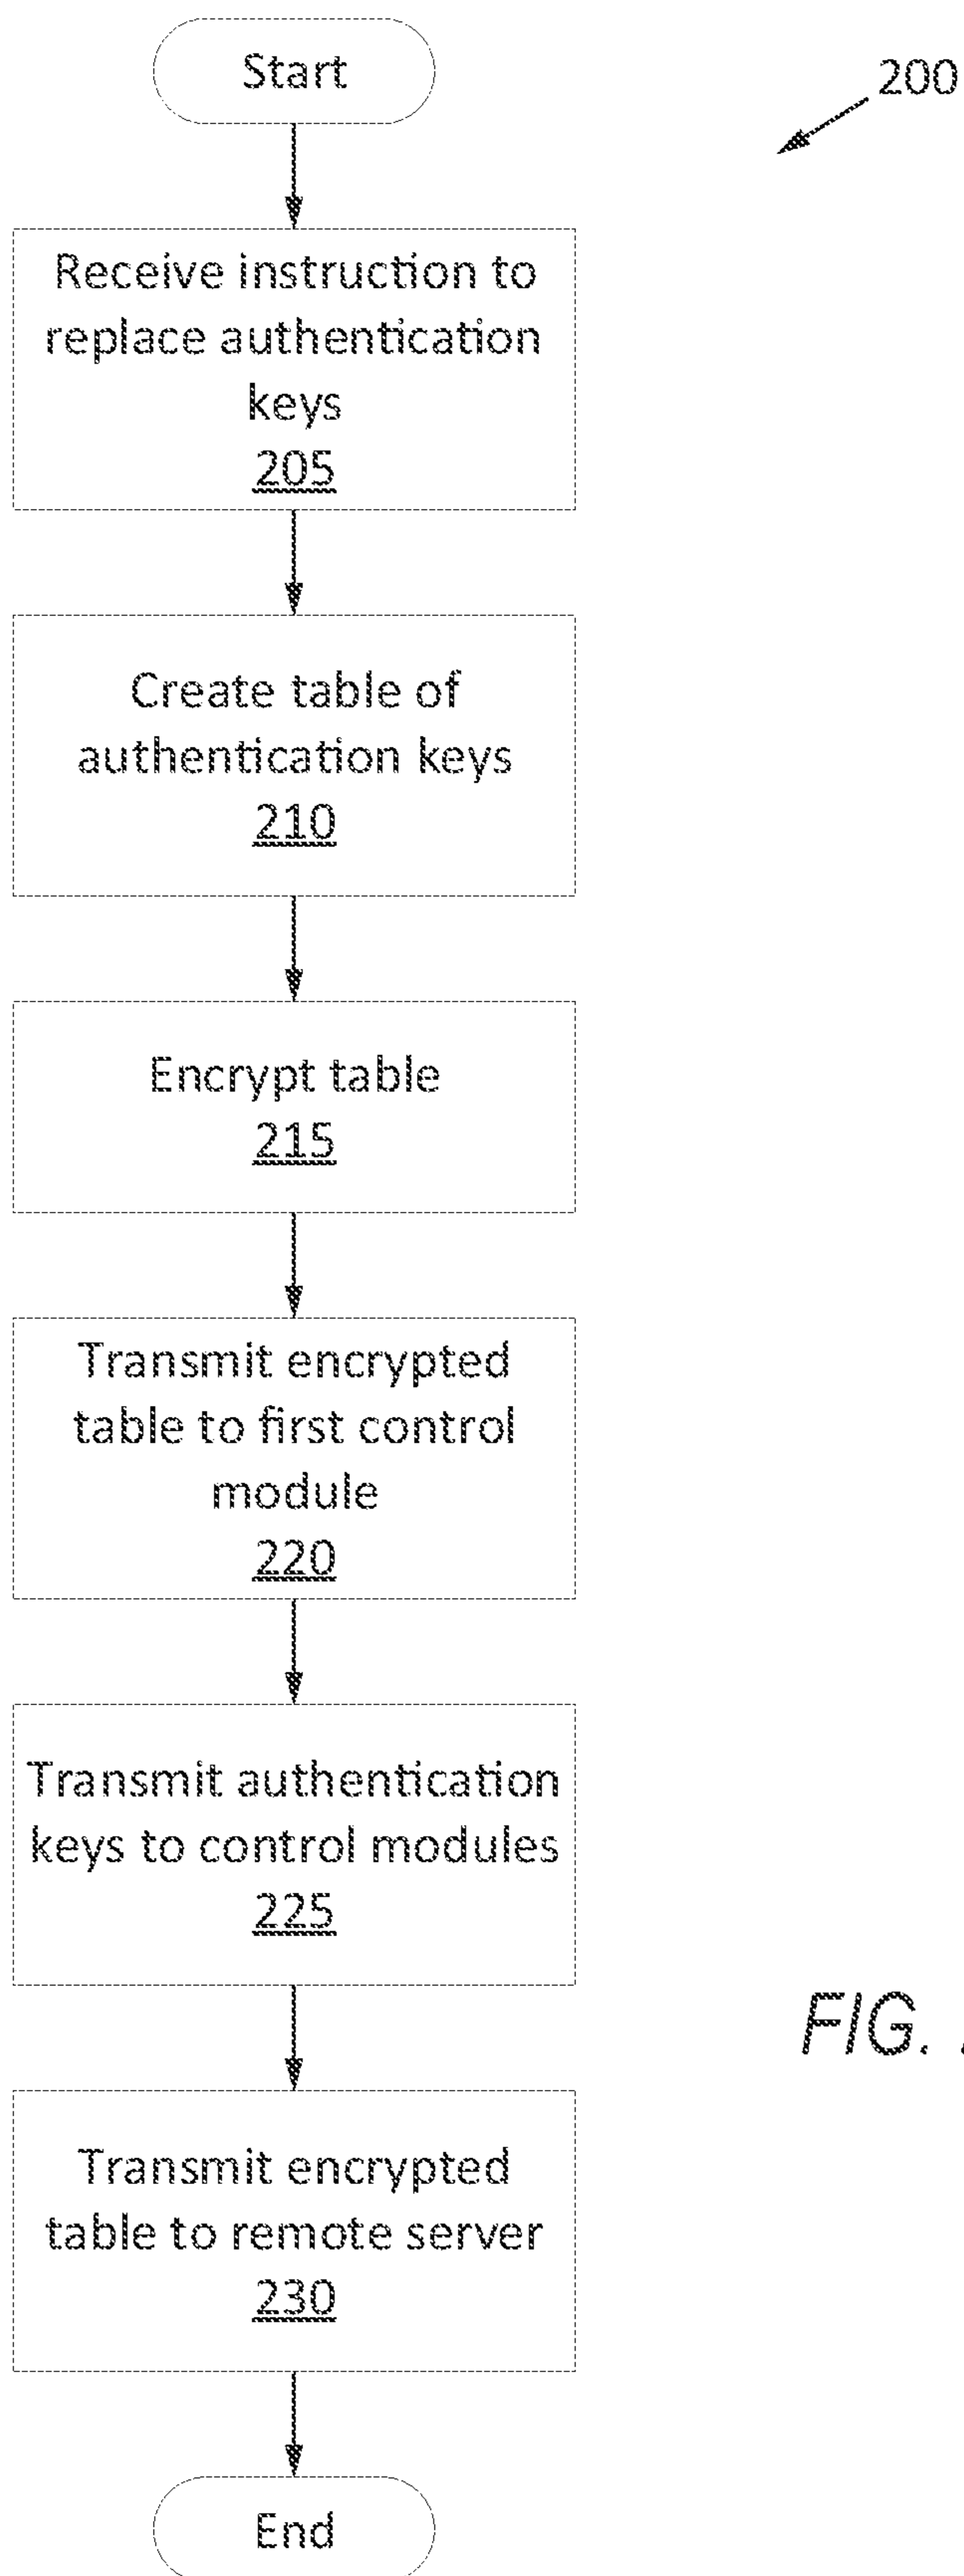 Start
200
Receive instruction to
replace authentication
keys
205
Create table of
authentication keys
210
Encrypt table
215
Transmit encrypted
table to first control
module
220
Transmit authentication
keys to control modules
225
FIG.
Transmit encrypted
table to remote server
230
End